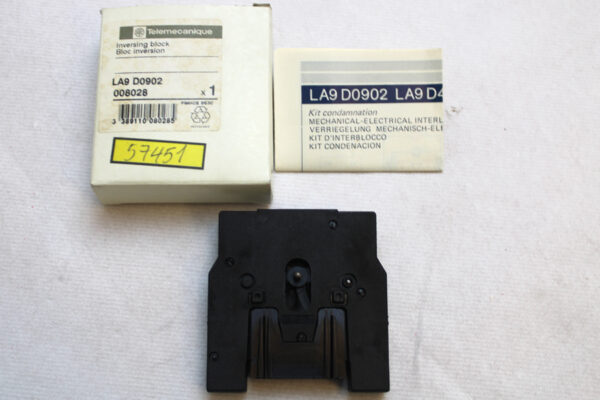 Telemecanique
Inversing block
Bloc inversion
LA9 D0902
008028 x 1
3 389110 080285
57451
LA9 D0902 LA9 D4
Kit condamnation
MECHANICAL-ELECTRICAL INTERL
VERRIEGELUNG MECHANISCH-EL
KIT D'INTERBLOCCO
KIT CONDENACION